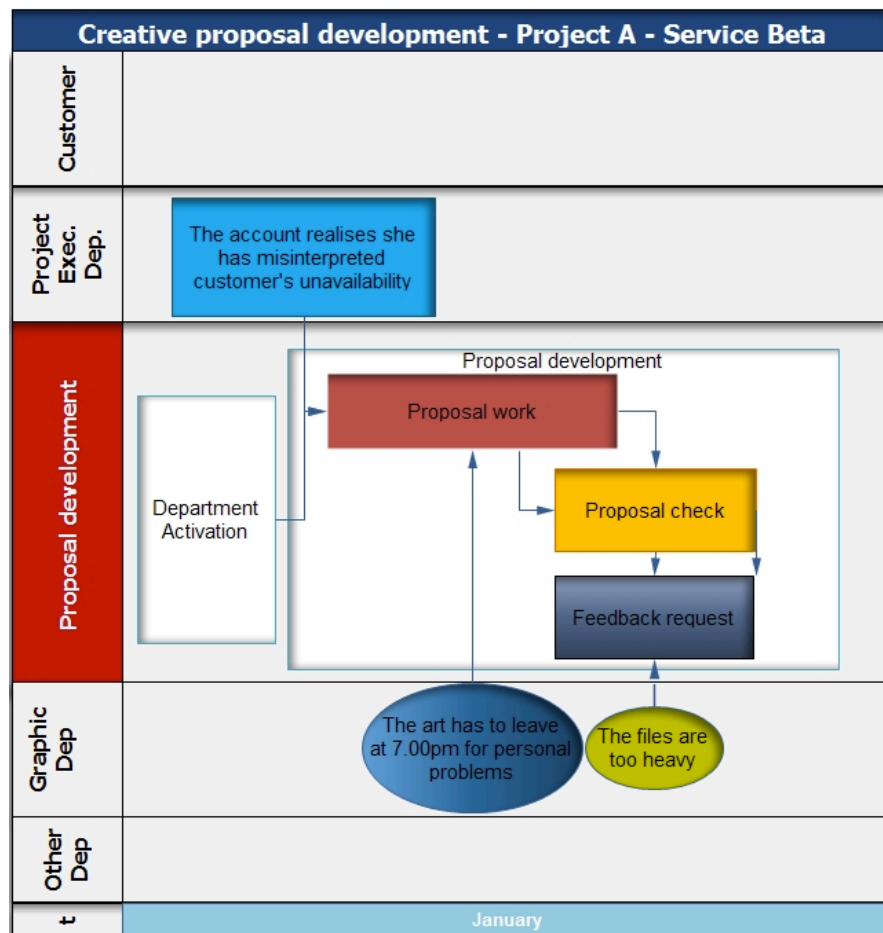 Creative proposal development - Project A - Service Beta
Customer
Project
Exec.
Dep.
The account realises she
has misinterpreted
customer's unavailability
Proposal development
Proposal development
Proposal work
Department
Activation
Proposal check
Feedback request
Graphic
Dep
The art has to leave
at 7.00pm for personal
problems
The files are
too heavy
Other
Dep
t
January